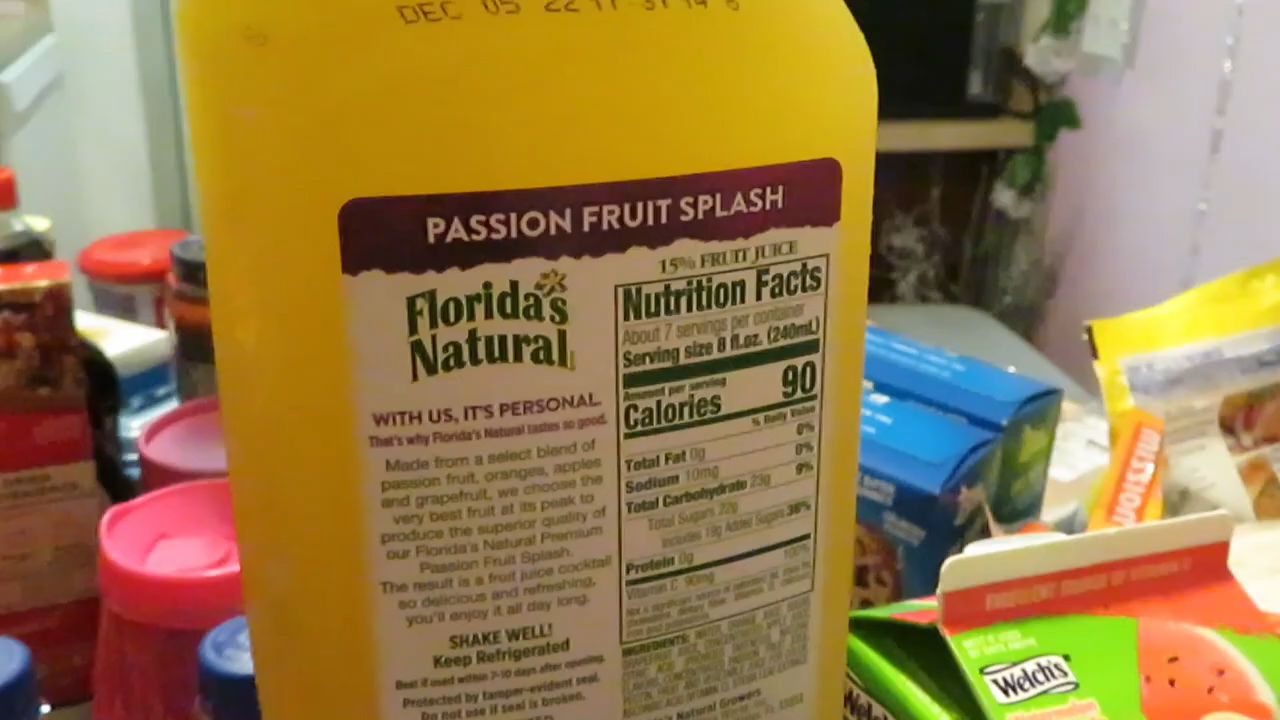 DEC 05 22
PASSION FRUIT SPLASH
15% FRUIT JUICE
Florida's
Natural
WITH US, IT'S PERSONAL.
That's why Florida's Natural tastes so good.
Made from a select blend of
passion fruit, oranges, apples
and grapefruit, we choose the
very best fruit at its peak to
produce the superior quality of
our Florida's Natural Premium
Passion Fruit Splash.
The result is a fruit juice cocktail
so delicious and refreshing,
you'll enjoy it all day long.
SHAKE WELL!
Keep Refrigerated
Best if used within 7-10 days after opening.
Protected by tamper-evident seal.
Do not use if seal is broken.
Nutrition Facts
About 7 servings per container
Serving size 8 fl.oz. (240mL)
Amount per serving
Calories 90
% Daily Value
Total Fat 0g 0%
Sodium 10mg 0%
Total Carbohydrate 23g 9%
Total Sugars 22g
Includes 19g Added Sugars 38%
Protein 0g
Vitamin C 90mg 100%
INGREDIENTS:
Growers
MISSION
Welch's
Welch's